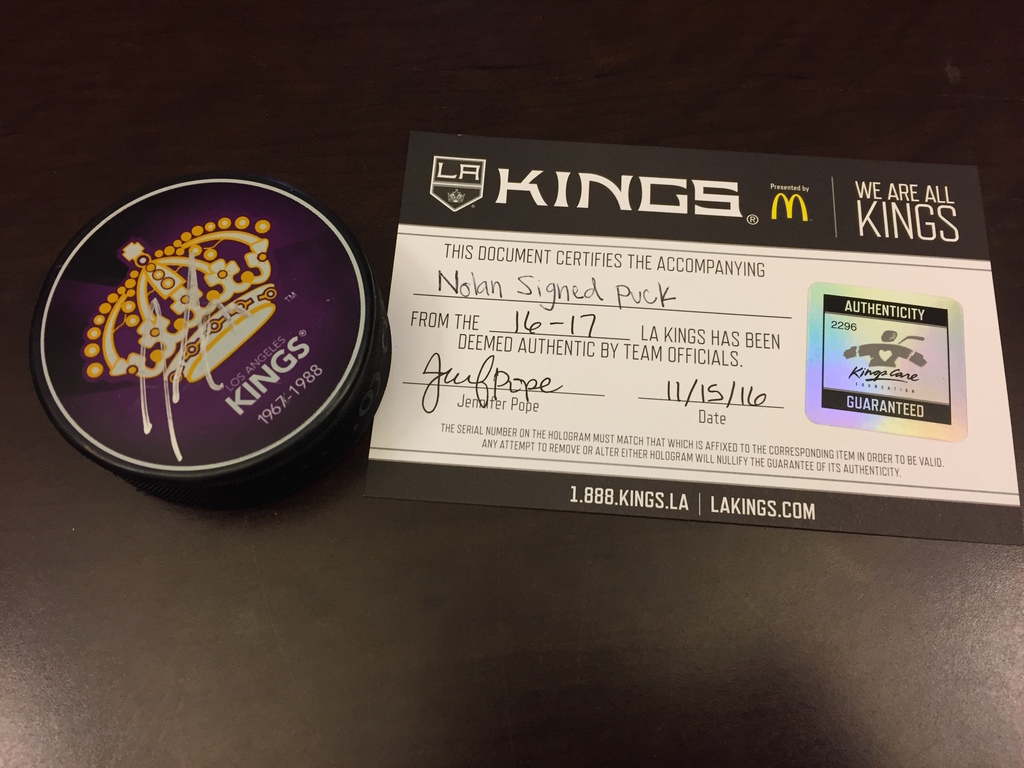 TM
LOS ANGELES
KINGS®
1967-1988
LA
KINGS®
Presented by
WE ARE ALL
KINGS
THIS DOCUMENT CERTIFIES THE ACCOMPANYING
Nolan Signed Puck
FROM THE 16-17 LA KINGS HAS BEEN
DEEMED AUTHENTIC BY TEAM OFFICIALS.
Jennifer Pope
11/15/16
Date
AUTHENTICITY
2296
Kings Care
FOUNDATION
GUARANTEED
THE SERIAL NUMBER ON THE HOLOGRAM MUST MATCH THAT WHICH IS AFFIXED TO THE CORRESPONDING ITEM IN ORDER TO BE VALID.
ANY ATTEMPT TO REMOVE OR ALTER EITHER HOLOGRAM WILL NULLIFY THE GUARANTEE OF ITS AUTHENTICITY.
1.888.KINGS.LA | LAKINGS.COM